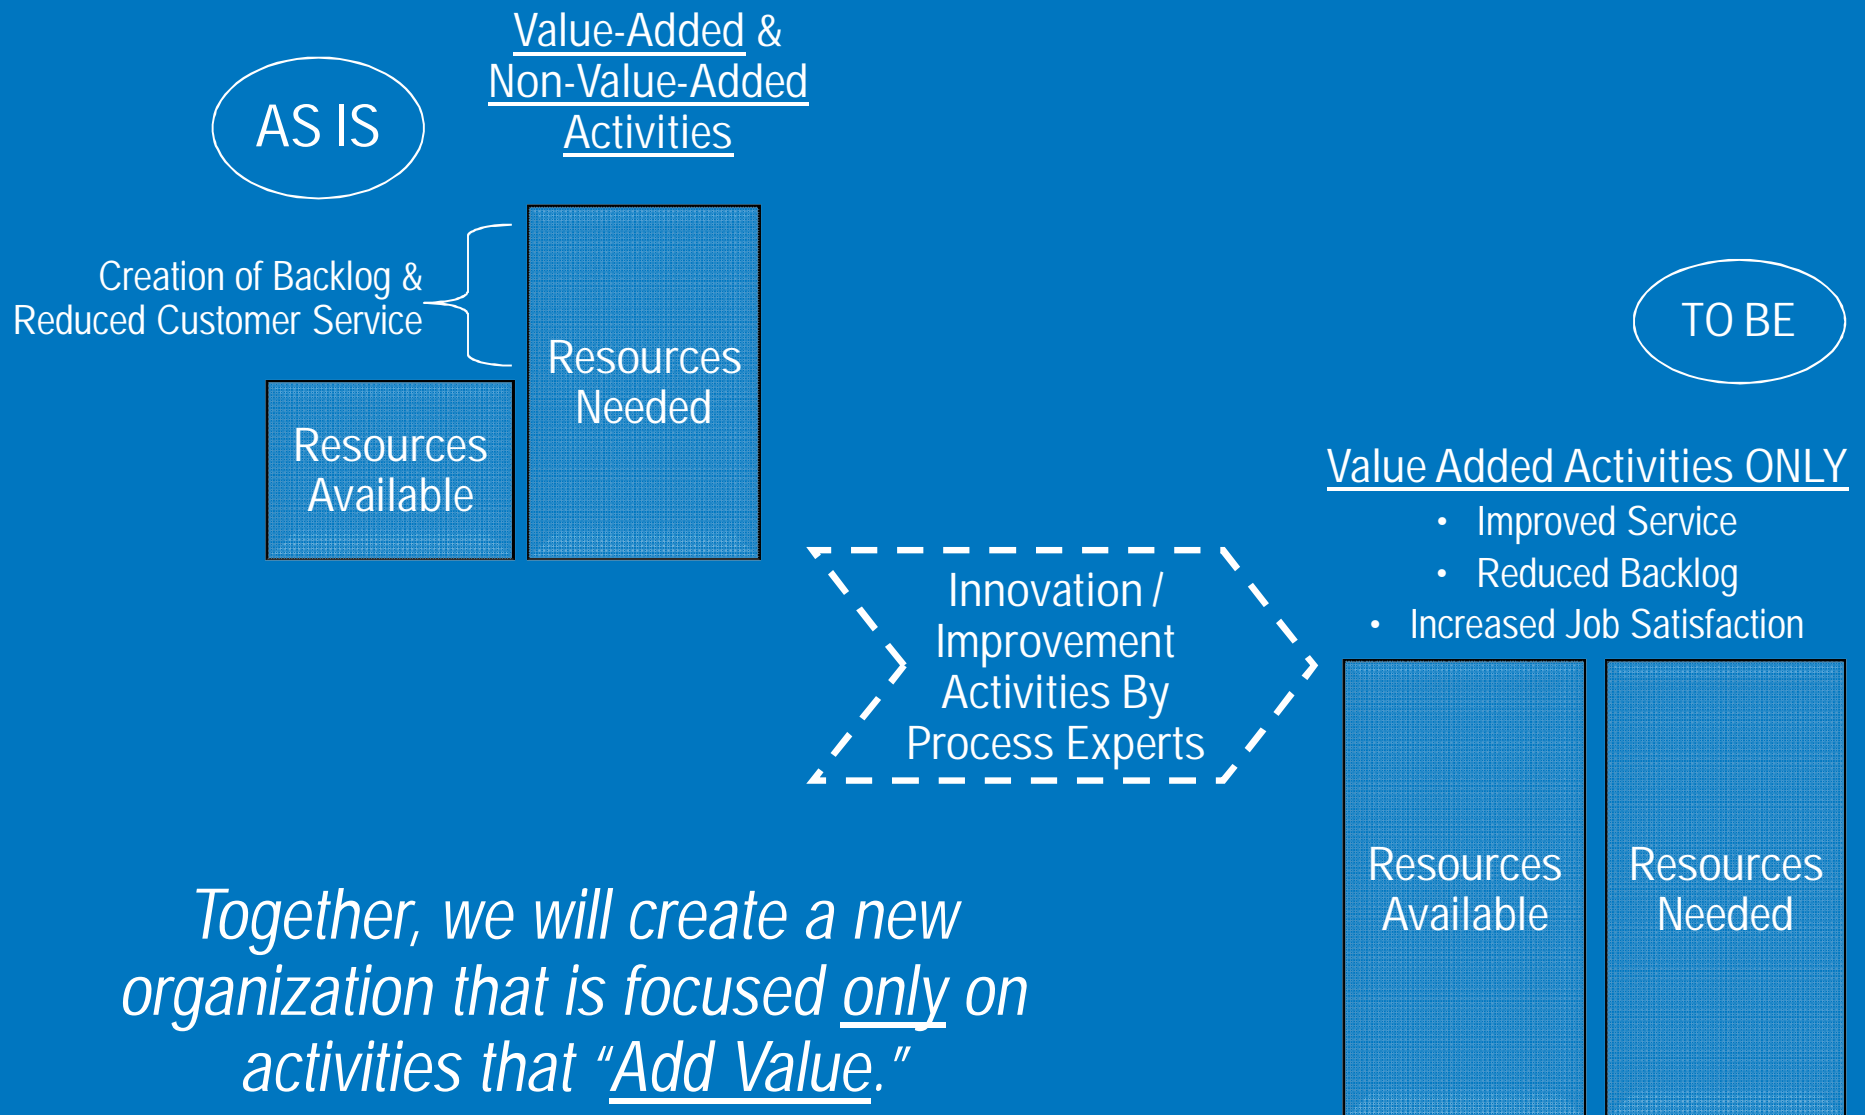 Value-Added &
Non-Value-Added
Activities
AS IS
Creation of Backlog &
Reduced Customer Service
Resources
Needed
Resources
Available
TO BE
Value Added Activities ONLY
• Improved Service
• Reduced Backlog
• Increased Job Satisfaction
Innovation /
Improvement
Activities By
Process Experts
Resources
Available
Resources
Needed
Together, we will create a new
organization that is focused only on
activities that “Add Value.”